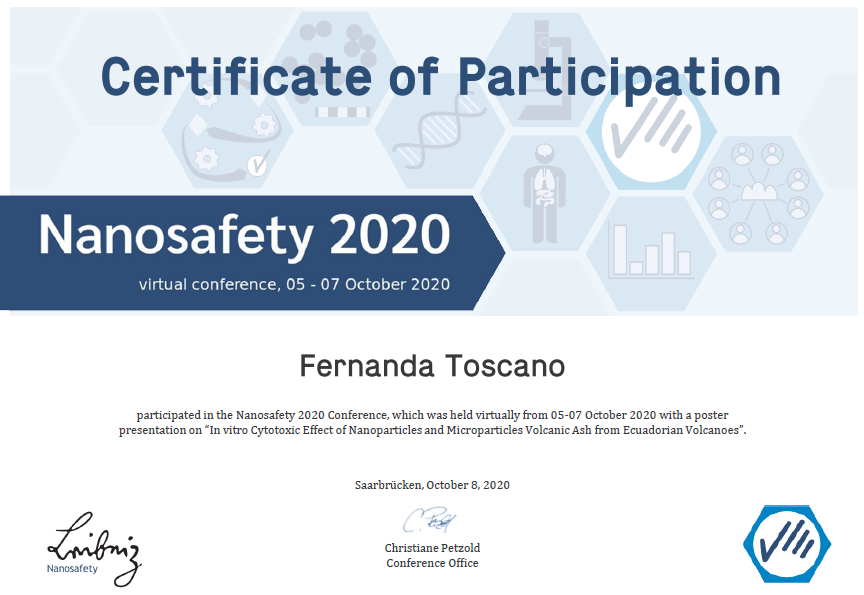 Certificate of Participation
Nanosafety 2020
virtual conference, 05 - 07 October 2020
Fernanda Toscano
participated in the Nanosafety 2020 Conference, which was held virtually from 05-07 October 2020 with a poster
presentation on “In vitro Cytotoxic Effect of Nanoparticles and Microparticles Volcanic Ash from Ecuadorian Volcanoes”.
Saarbrücken, October 8, 2020
C. Petzold
Christiane Petzold
Conference Office
Leibniz
Nanosafety